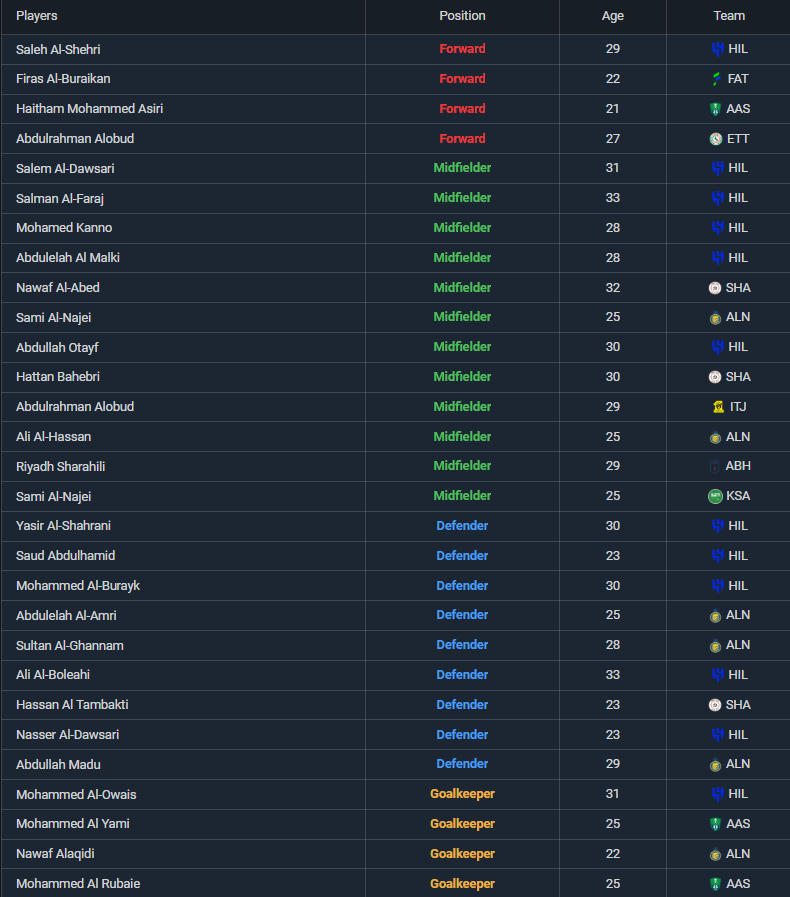 Players Position Age Team
Saleh Al-Shehri Forward 29 HIL
Firas Al-Buraikan Forward 22 FAT
Haitham Mohammed Asiri Forward 21 AAS
Abdulrahman Alobud Forward 27 ETT
Salem Al-Dawsari Midfielder 31 HIL
Salman Al-Faraj Midfielder 33 HIL
Mohamed Kanno Midfielder 28 HIL
Abdulelah Al Malki Midfielder 28 HIL
Nawaf Al-Abed Midfielder 32 SHA
Sami Al-Najei Midfielder 25 ALN
Abdullah Otayf Midfielder 30 HIL
Hattan Bahebri Midfielder 30 SHA
Abdulrahman Alobud Midfielder 29 ITJ
Ali Al-Hassan Midfielder 25 ALN
Riyadh Sharahili Midfielder 29 ABH
Sami Al-Najei Midfielder 25 KSA
Yasir Al-Shahrani Defender 30 HIL
Saud Abdulhamid Defender 23 HIL
Mohammed Al-Burayk Defender 30 HIL
Abdulelah Al-Amri Defender 25 ALN
Sultan Al-Ghannam Defender 28 ALN
Ali Al-Boleahi Defender 33 HIL
Hassan Al Tambakti Defender 23 SHA
Nasser Al-Dawsari Defender 23 HIL
Abdullah Madu Defender 29 ALN
Mohammed Al-Owais Goalkeeper 31 HIL
Mohammed Al Yami Goalkeeper 25 AAS
Nawaf Alaqidi Goalkeeper 22 ALN
Mohammed Al Rubaie Goalkeeper 25 AAS